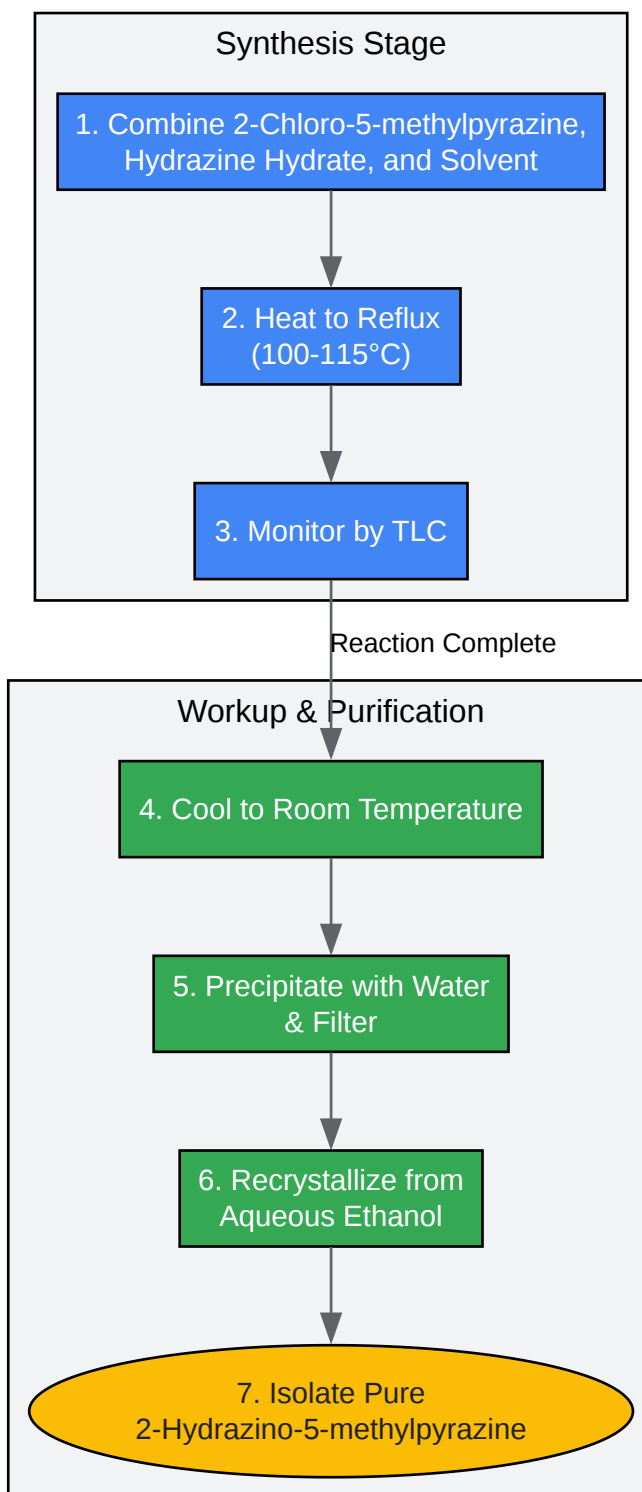 Synthesis Stage
1. Combine 2-Chloro-5-methylpyrazine,
Hydrazine Hydrate, and Solvent
2. Heat to Reflux
(100-115°C)
3. Monitor by TLC
Reaction Complete
Workup & Purification
4. Cool to Room Temperature
5. Precipitate with Water
& Filter
6. Recrystallize from
Aqueous Ethanol
7. Isolate Pure
2-Hydrazino-5-methylpyrazine